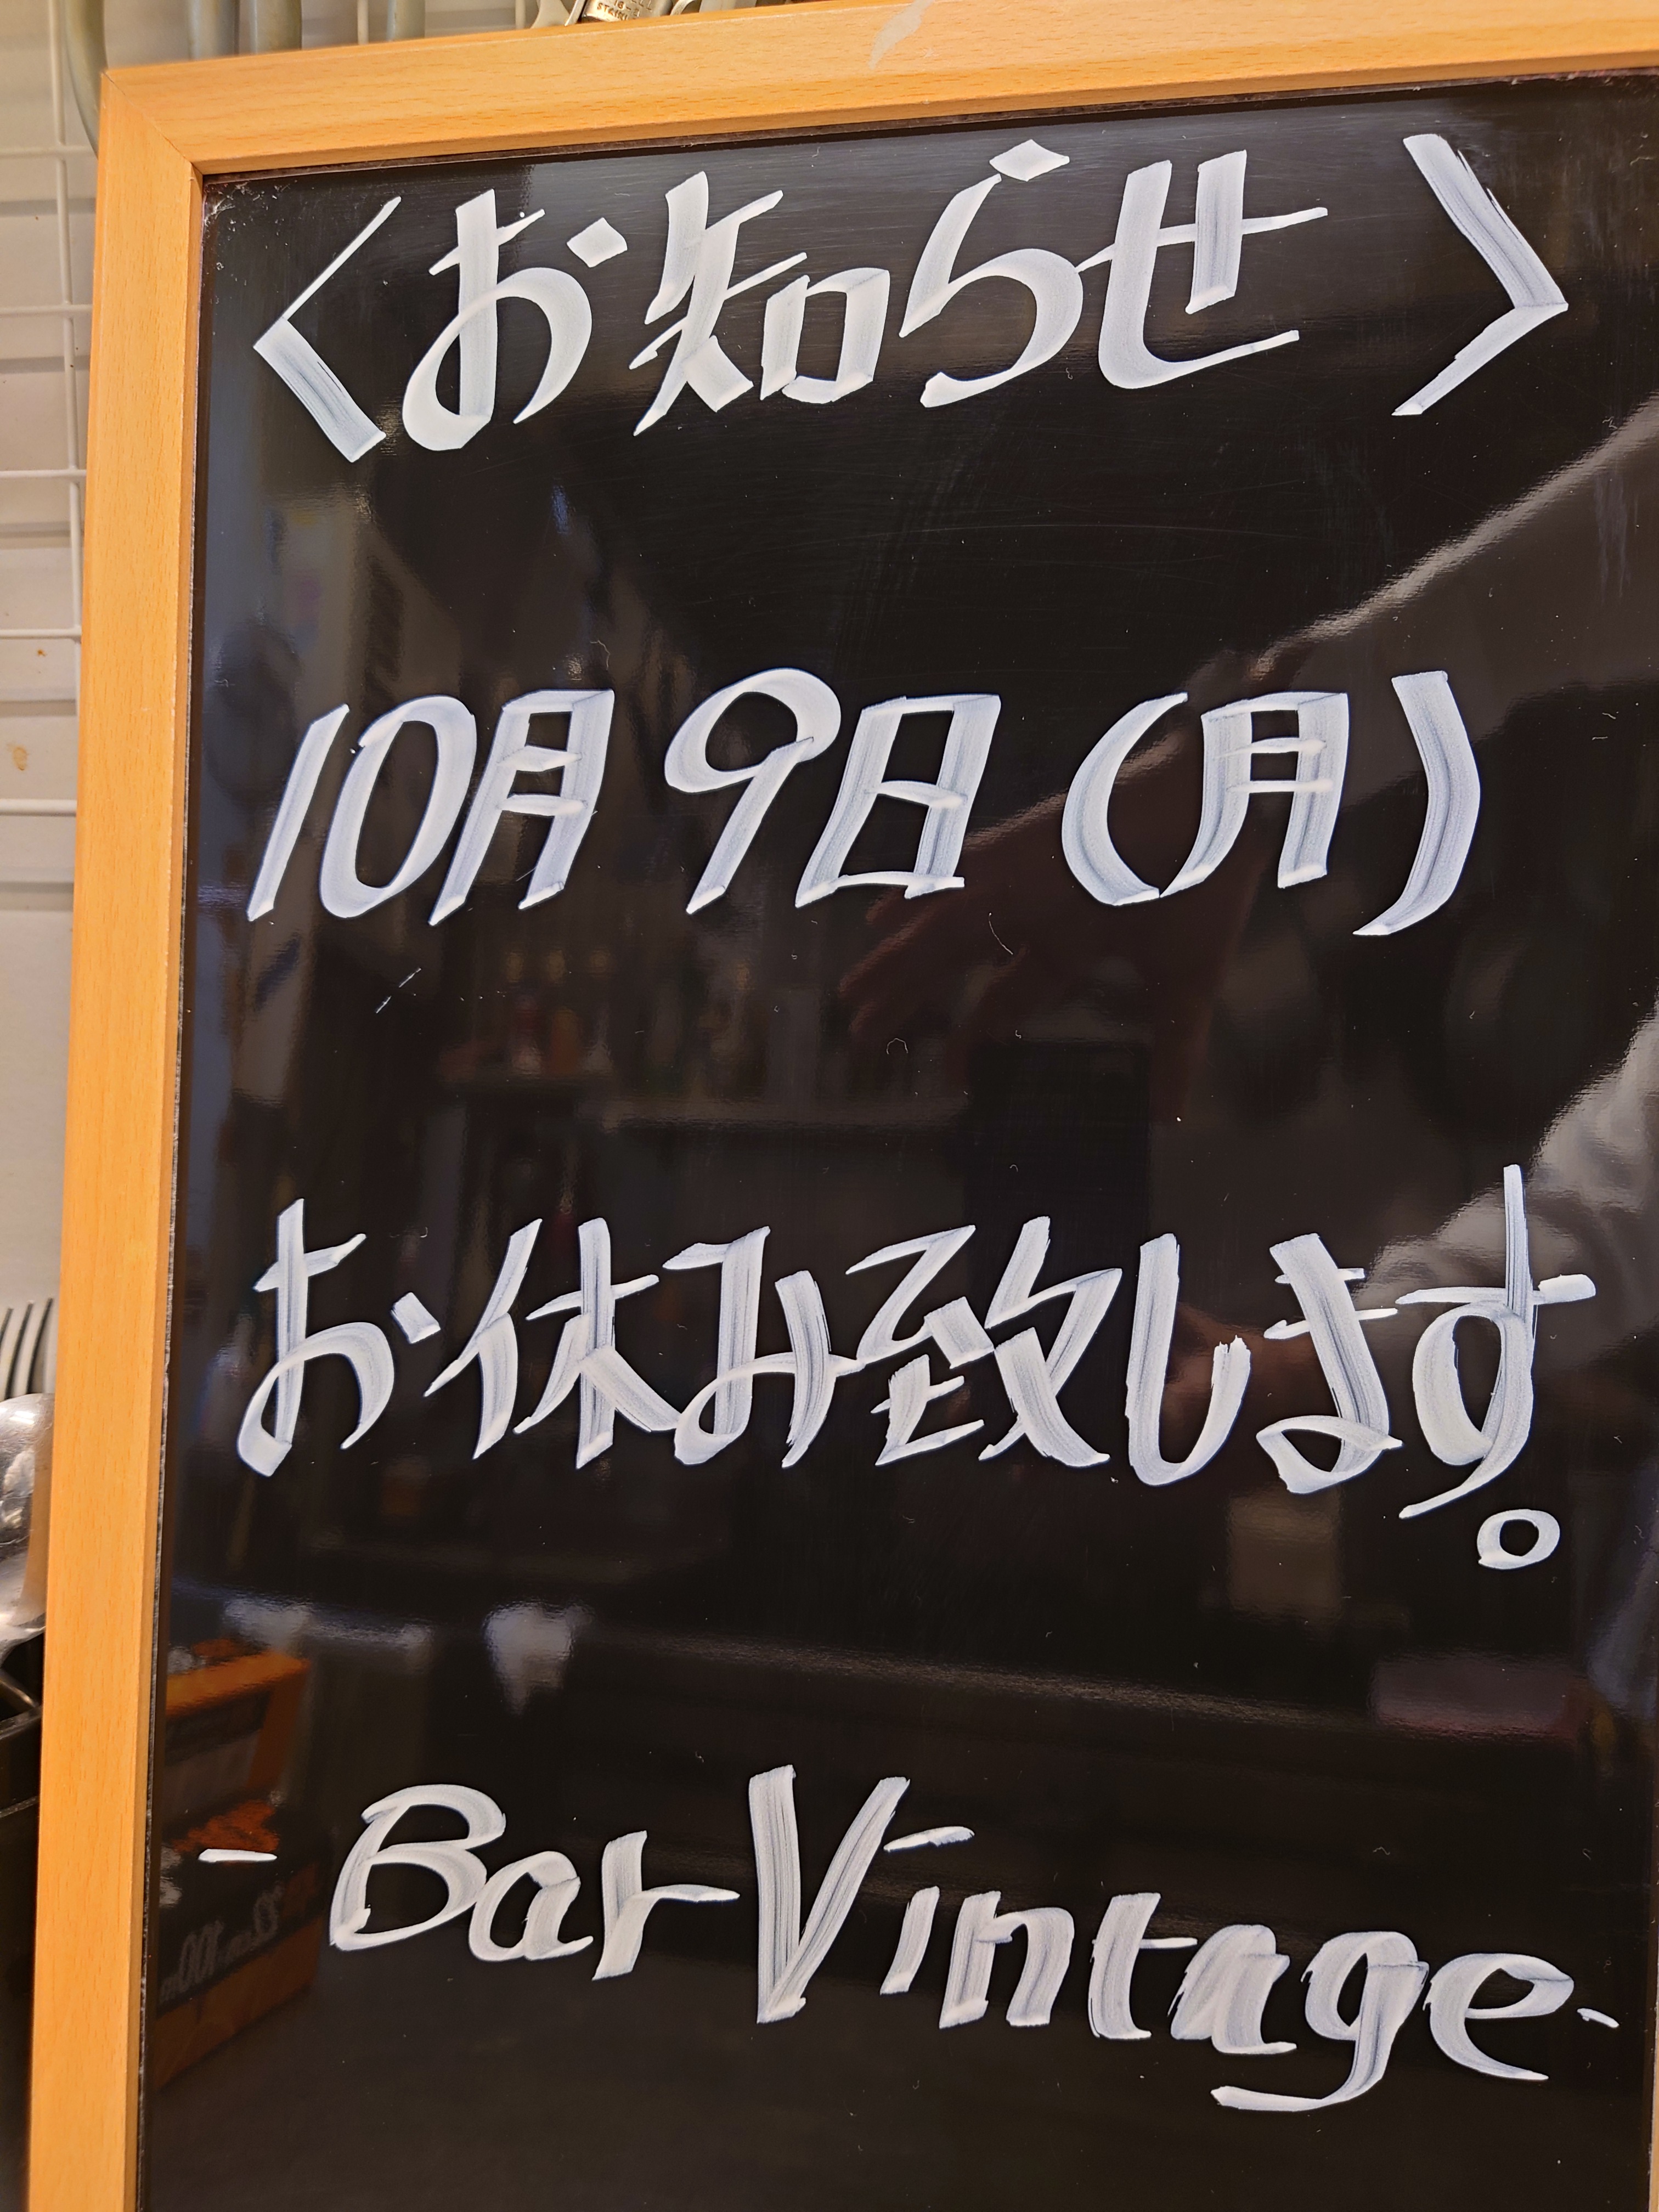 〈お知らせ〉
10月9日(月)
お休み致します。
- Bar Vintage -